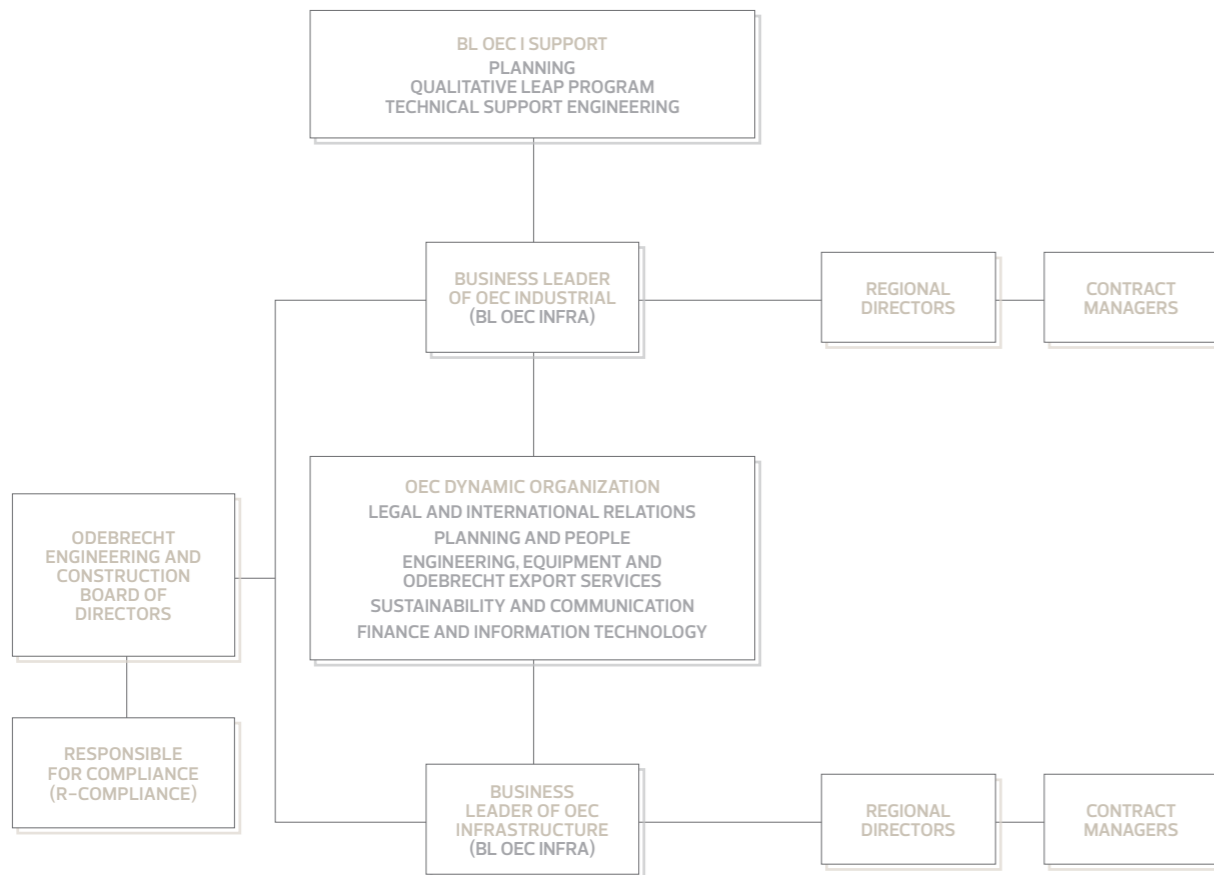 BL OEC I SUPPORT
PLANNING
QUALITATIVE LEAP PROGRAM
TECHNICAL SUPPORT ENGINEERING
BUSINESS LEADER
OF OEC INDUSTRIAL
(BL OEC INFRA)
REGIONAL
DIRECTORS
CONTRACT
MANAGERS
OEC DYNAMIC ORGANIZATION
LEGAL AND INTERNATIONAL RELATIONS
PLANNING AND PEOPLE
ENGINEERING, EQUIPMENT AND
ODEBRECHT EXPORT SERVICES
SUSTAINABILITY AND COMMUNICATION
FINANCE AND INFORMATION TECHNOLOGY
ODEBRECHT
ENGINEERING AND
CONSTRUCTION
BOARD OF
DIRECTORS
RESPONSIBLE
FOR COMPLIANCE
(R-COMPLIANCE)
BUSINESS
LEADER OF OEC
INFRASTRUCTURE
(BL OEC INFRA)
REGIONAL
DIRECTORS
CONTRACT
MANAGERS